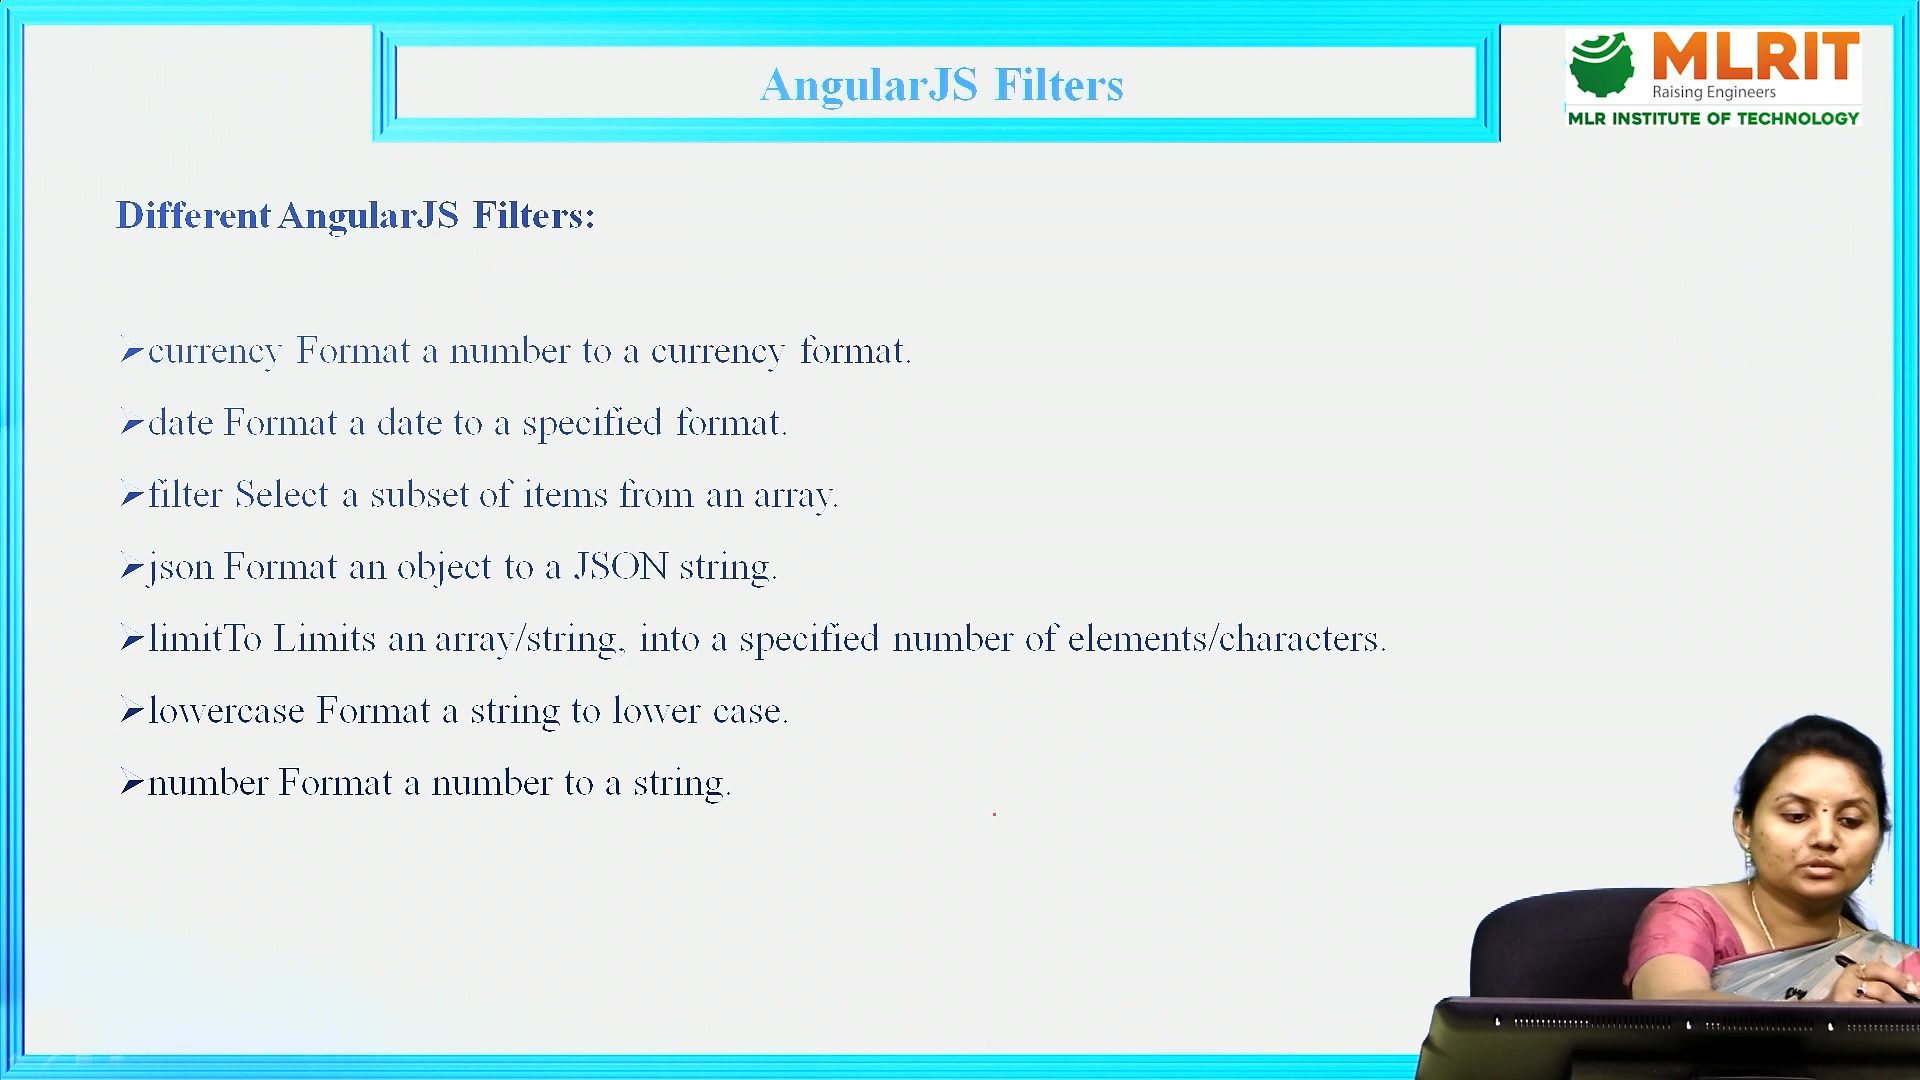 AngularJS Filters
MLRIT
Raising Engineers
MLR INSTITUTE OF TECHNOLOGY
Different AngularJS Filters:
➢currency Format a number to a currency format.
➢date Format a date to a specified format.
➢filter Select a subset of items from an array.
➢json Format an object to a JSON string.
➢limitTo Limits an array/string, into a specified number of elements/characters.
➢lowercase Format a string to lower case.
➢number Format a number to a string.